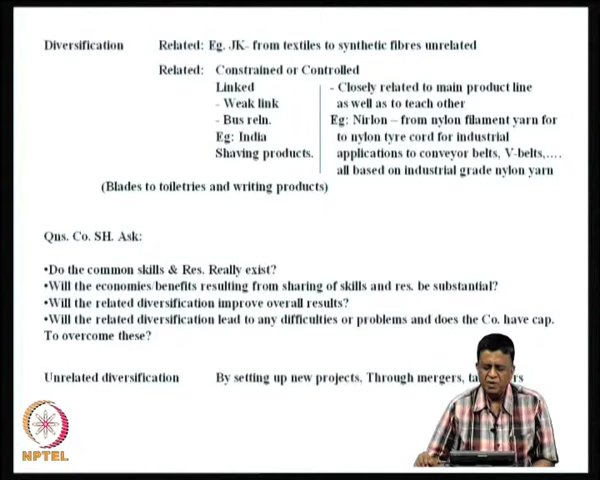 Diversification Related: Eg. JK- from textiles to synthetic fibres unrelated
Related: Constrained or Controlled
Linked - Closely related to main product line
- Weak link as well as to teach other
- Bus reln. Eg: Nirlon – from nylon filament yarn for
Eg: India to nylon tyre cord for industrial
Shaving products. applications to conveyor belts, V-belts,....
all based on industrial grade nylon yarn
(Blades to toiletries and writing products)
Qns. Co. SH. Ask:
•Do the common skills & Res. Really exist?
•Will the economies/benefits resulting from sharing of skills and res. be substantial?
•Will the related diversification improve overall results?
•Will the related diversification lead to any difficulties or problems and does the Co. have cap.
To overcome these?
Unrelated diversification By setting up new projects, Through mergers,
NPTEL